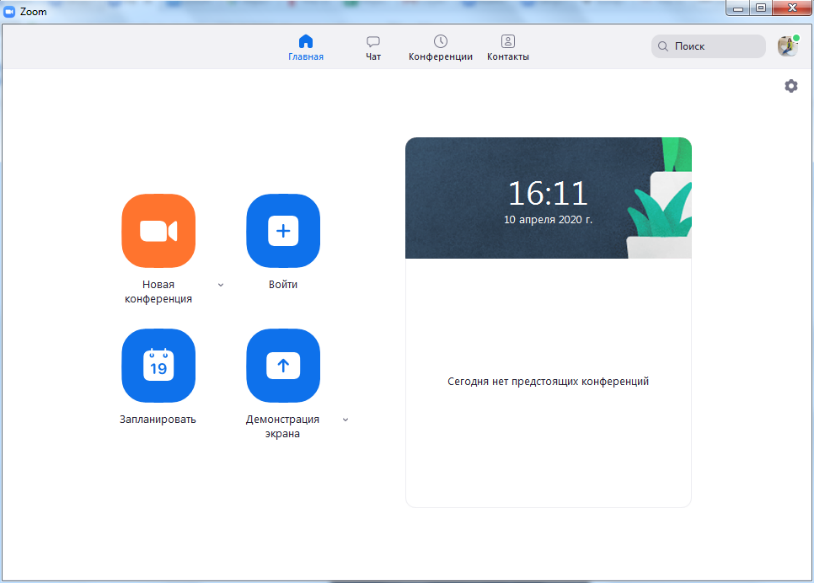 Zoom
Главная
Чат
Конференции
Контакты
Поиск
16:11
10 апреля 2020 г.
Новая
конференция
Войти
19
Запланировать
Демонстрация
экрана
Сегодня нет предстоящих конференций